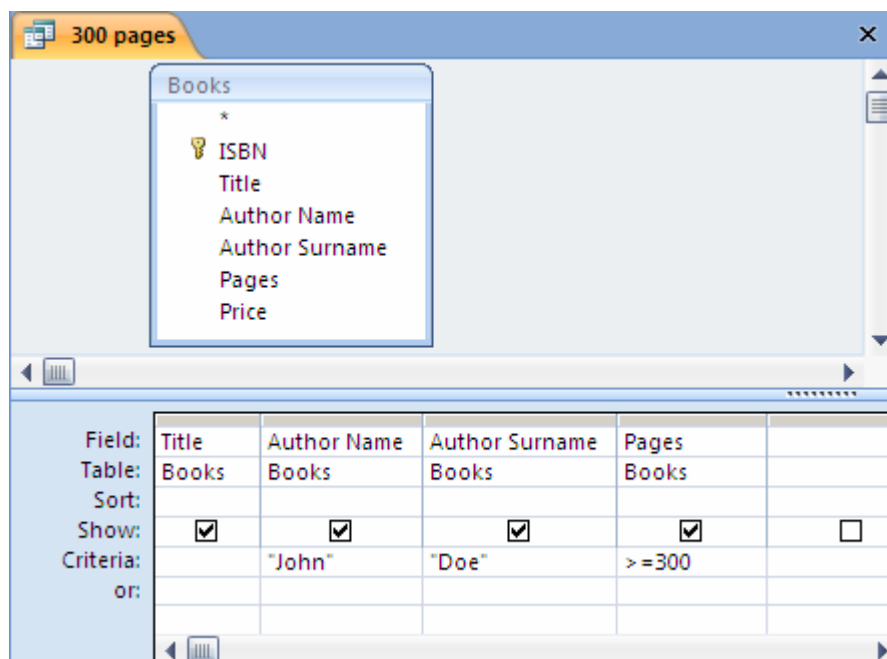 300 pages
Books
*
ISBN
Title
Author Name
Author Surname
Pages
Price
Field: Title Author Name Author Surname Pages
Table: Books Books Books Books
Sort:
Show:
Criteria: "John" "Doe" >=300
or: